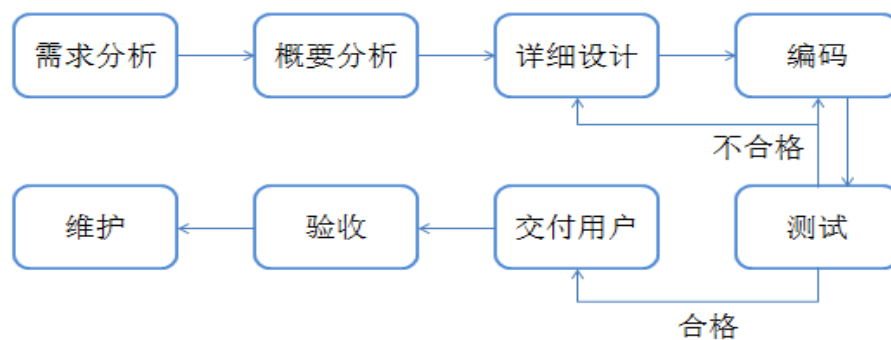 需求分析
概要分析
详细设计
编码
不合格
维护
验收
交付用户
测试
合格